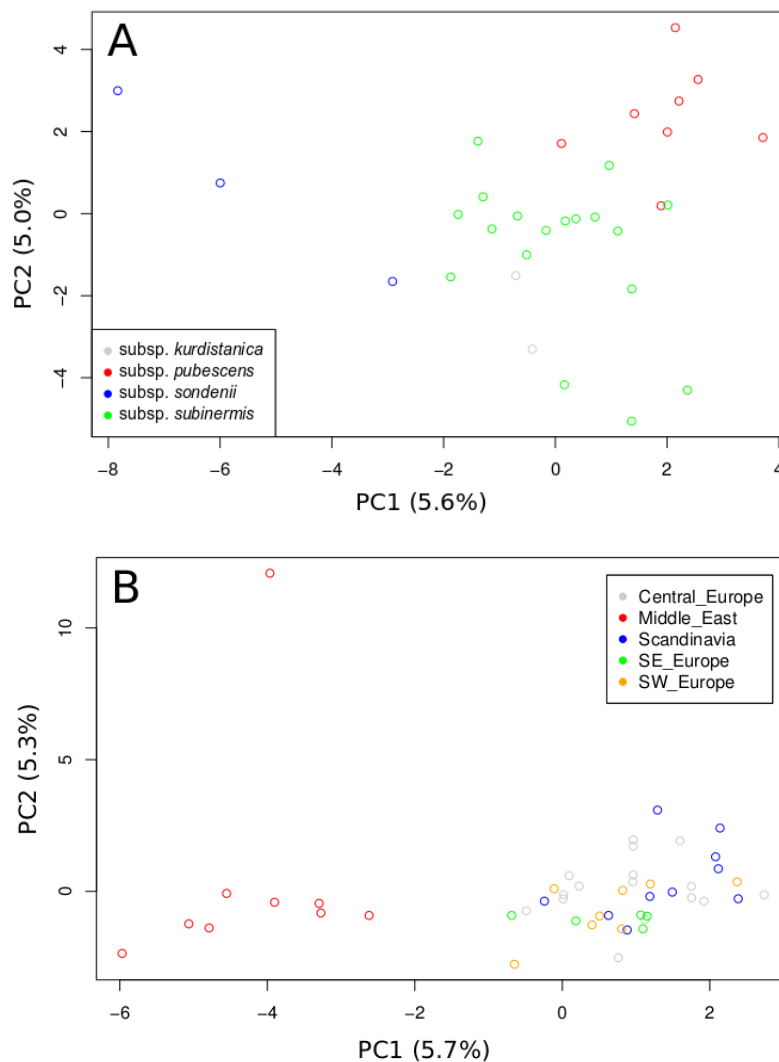 A
4
2
0
−2
−4
PC2 (5.0%)
subsp. kurdistanica
subsp. pubescens
subsp. sondenii
subsp. subinermis
−8
−6
−4
−2
0
2
4
PC1 (5.6%)
B
10
5
0
PC2 (5.3%)
Central_Europe
Middle_East
Scandinavia
SE_Europe
SW_Europe
−6
−4
−2
0
2
PC1 (5.7%)